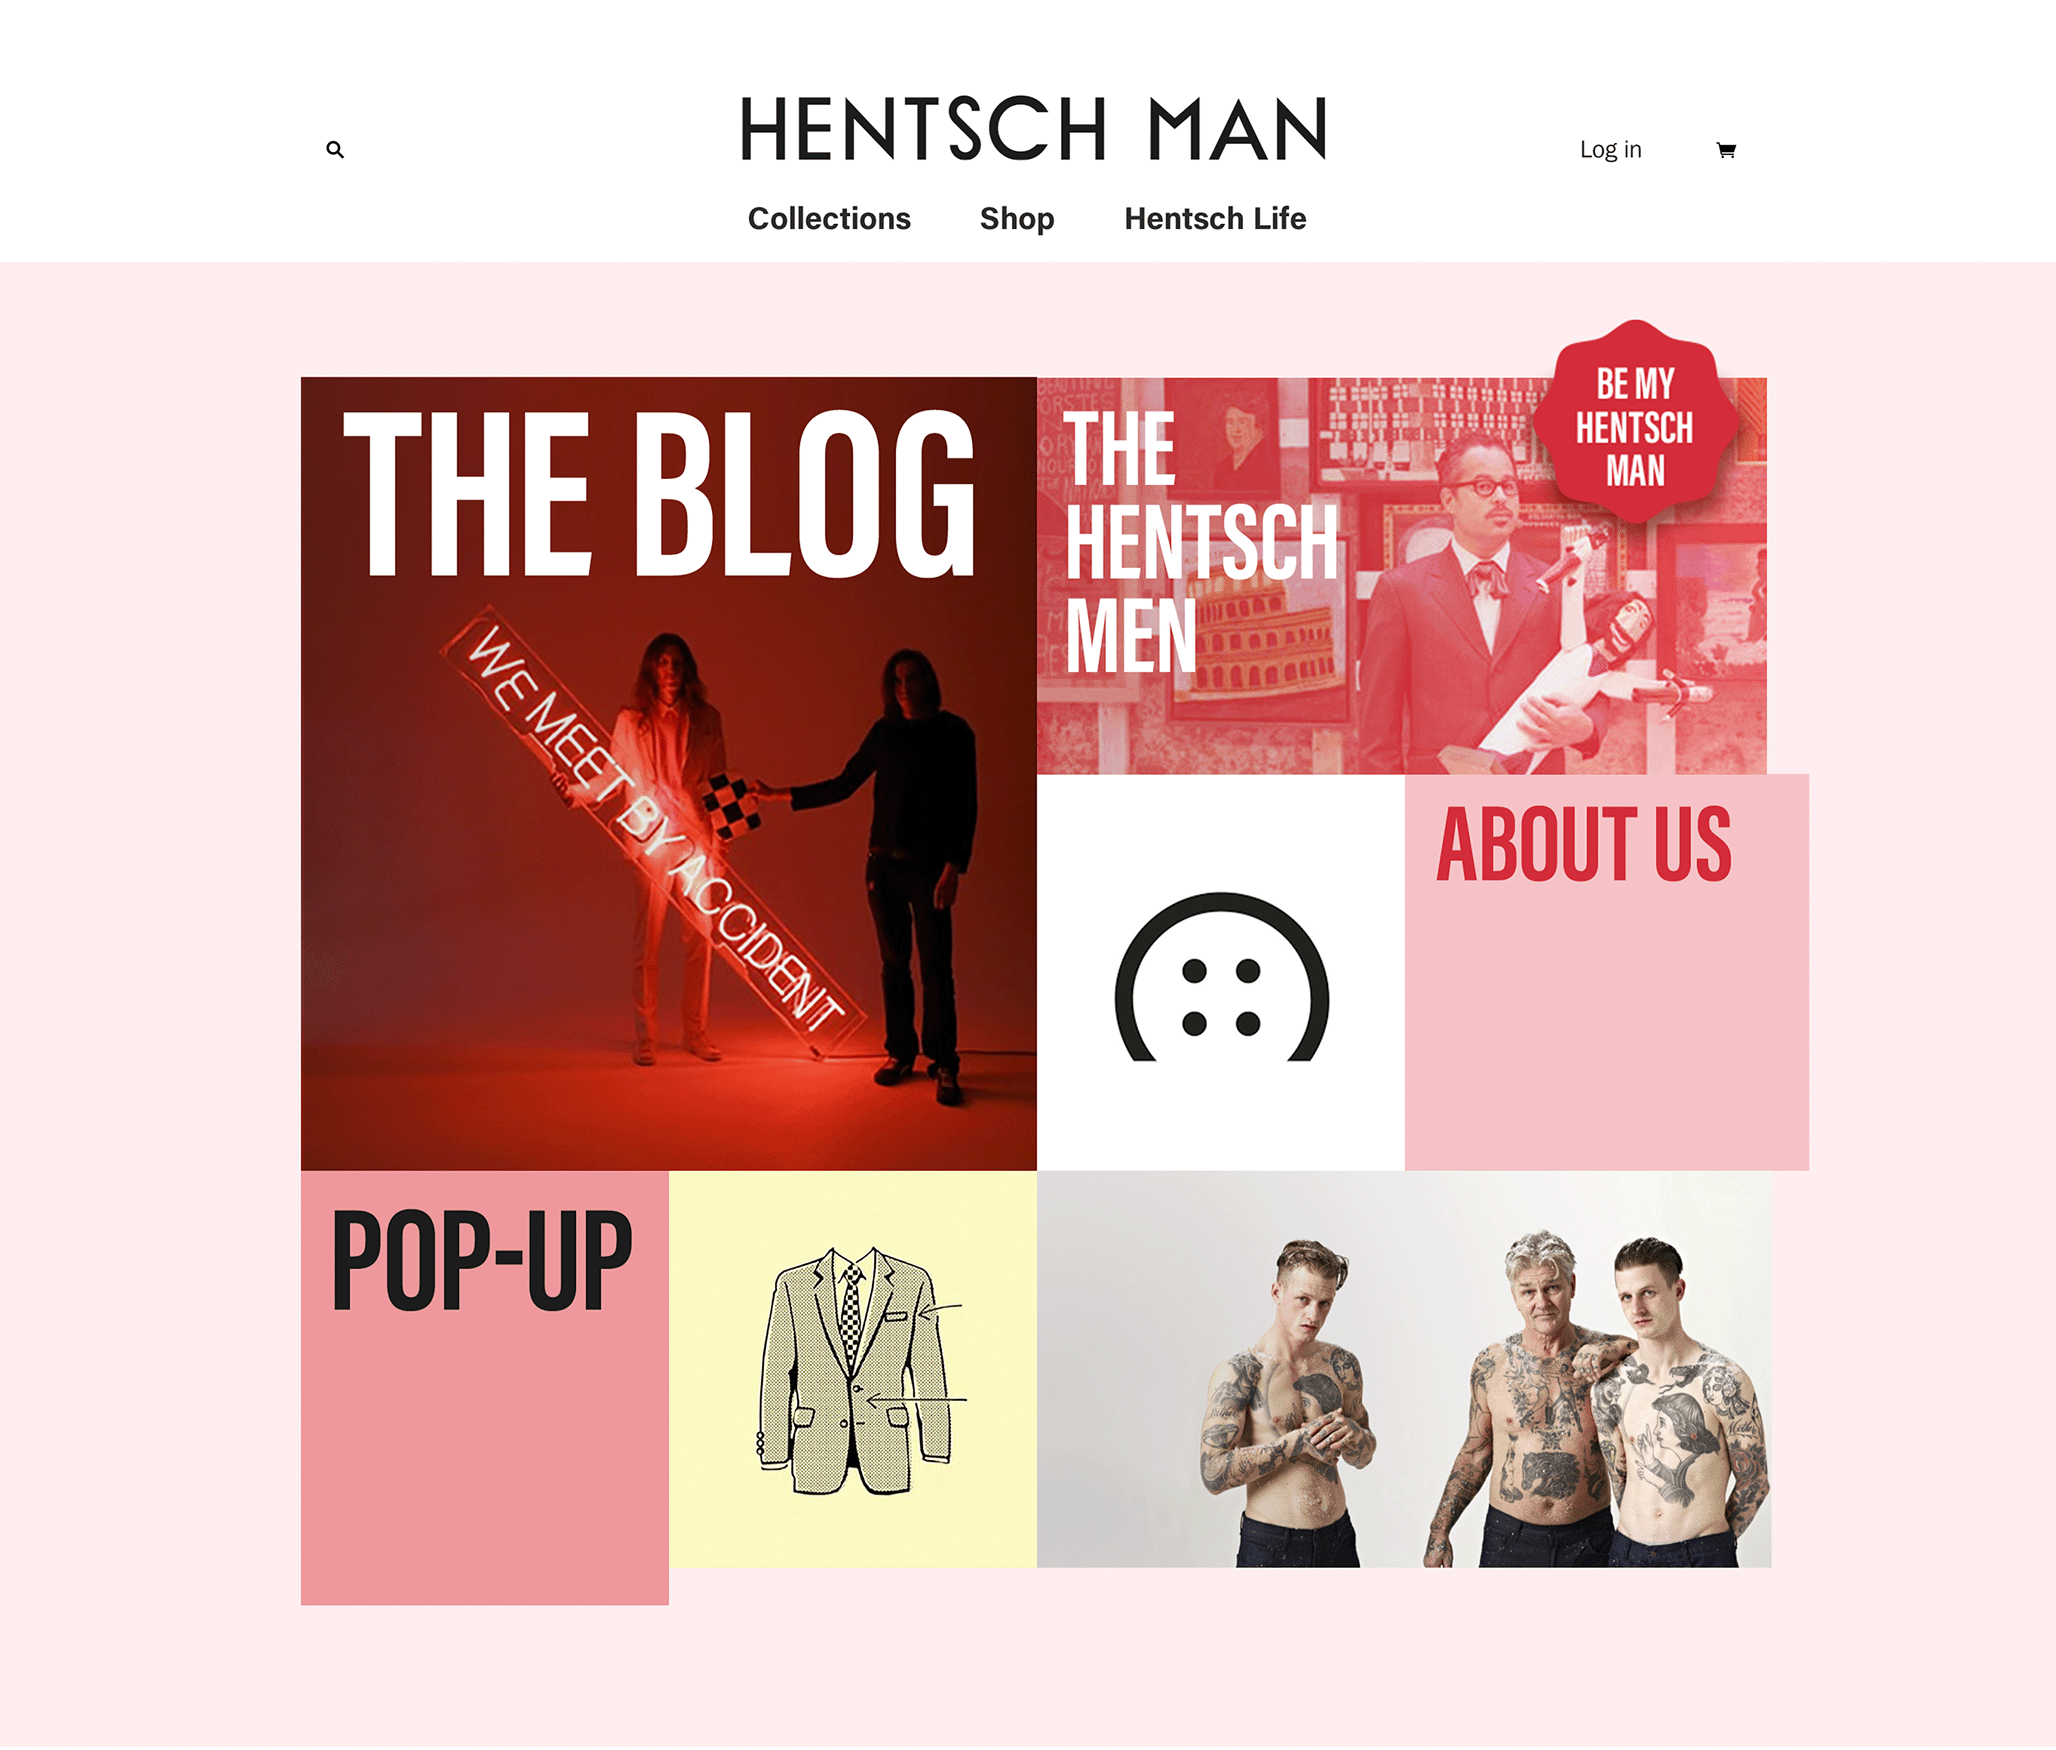 HENTSCH MAN
Log in
Collections Shop Hentsch Life
BE MY
HENTSCH
MAN
THE BLOG
THE
HENTSCH
MEN
WE MEET BY ACCIDENT
ABOUT US
POP-UP